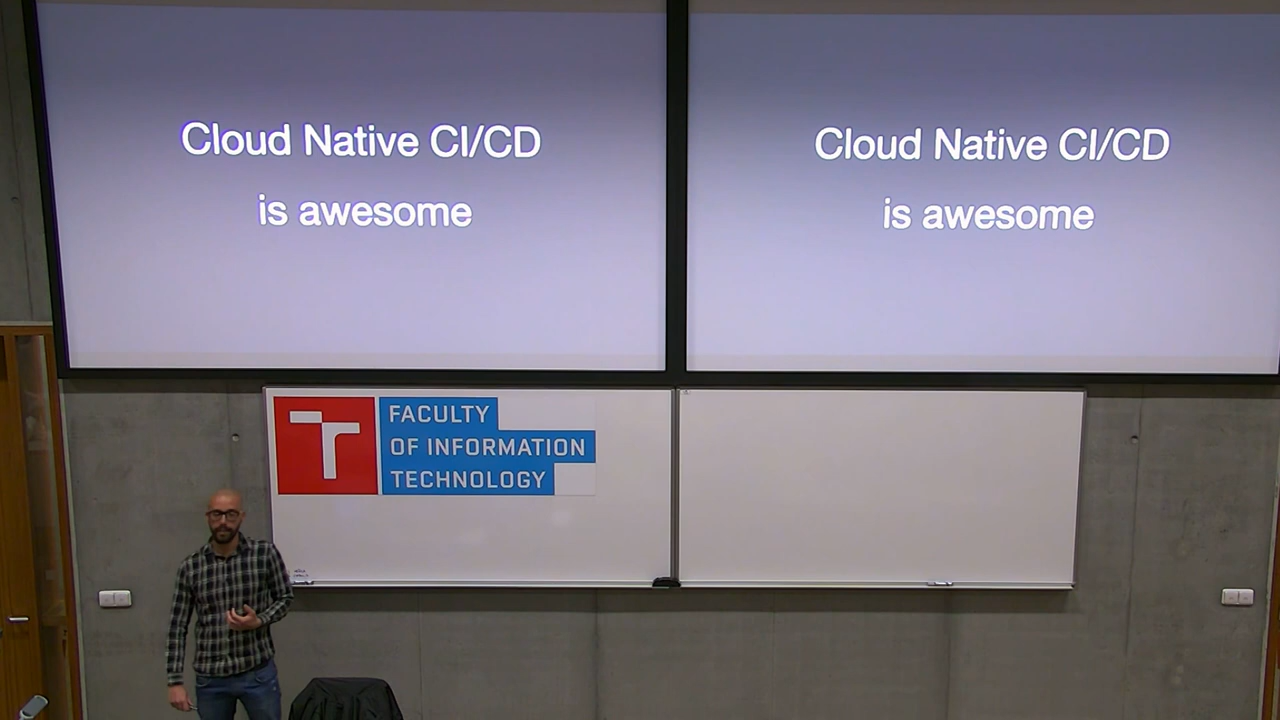 Cloud Native CI/CD
is awesome
Cloud Native CI/CD
is awesome
FACULTY
OF INFORMATION
TECHNOLOGY